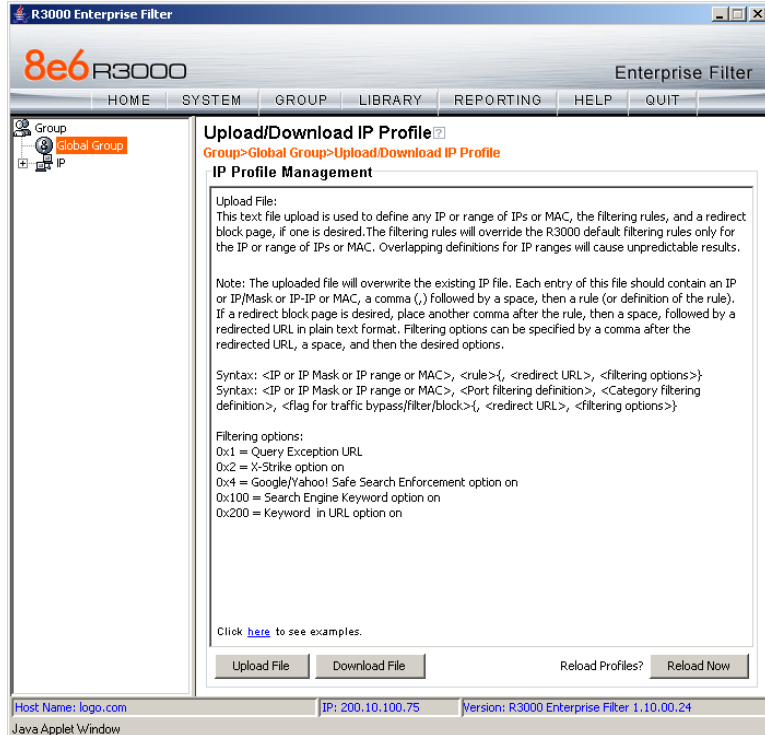 R3000 Enterprise Filter
8e6 R3000
Enterprise Filter
HOME SYSTEM GROUP LIBRARY REPORTING HELP QUIT
Group
Global Group
IP
Upload/Download IP Profile ?
Group>Global Group>Upload/Download IP Profile
IP Profile Management
Upload File:
This text file upload is used to define any IP or range of IPs or MAC, the filtering rules, and a redirect
block page, if one is desired.The filtering rules will override the R3000 default filtering rules only for
the IP or range of IPs or MAC. Overlapping definitions for IP ranges will cause unpredictable results.
Note: The uploaded file will overwrite the existing IP file. Each entry of this file should contain an IP
or IP/Mask or IP-IP or MAC, a comma (,) followed by a space, then a rule (or definition of the rule).
If a redirect block page is desired, place another comma after the rule, then a space, followed by a
redirected URL in plain text format. Filtering options can be specified by a comma after the
redirected URL, a space, and then the desired options.
Syntax: <IP or IP Mask or IP range or MAC>, <rule>{, <redirect URL>, <filtering options>}
Syntax: <IP or IP Mask or IP range or MAC>, <Port filtering definition>, <Category filtering
definition>, <flag for traffic bypass/filter/block>{, <redirect URL>, <filtering options>}
Filtering options:
0x1 = Query Exception URL
0x2 = X-Strike option on
0x4 = Google/Yahoo! Safe Search Enforcement option on
0x100 = Search Engine Keyword option on
0x200 = Keyword in URL option on
Click here to see examples.
Upload File Download File Reload Profiles? Reload Now
Host Name: logo.com IP: 200.10.100.75 Version: R3000 Enterprise Filter 1.10.00.24
Java Applet Window